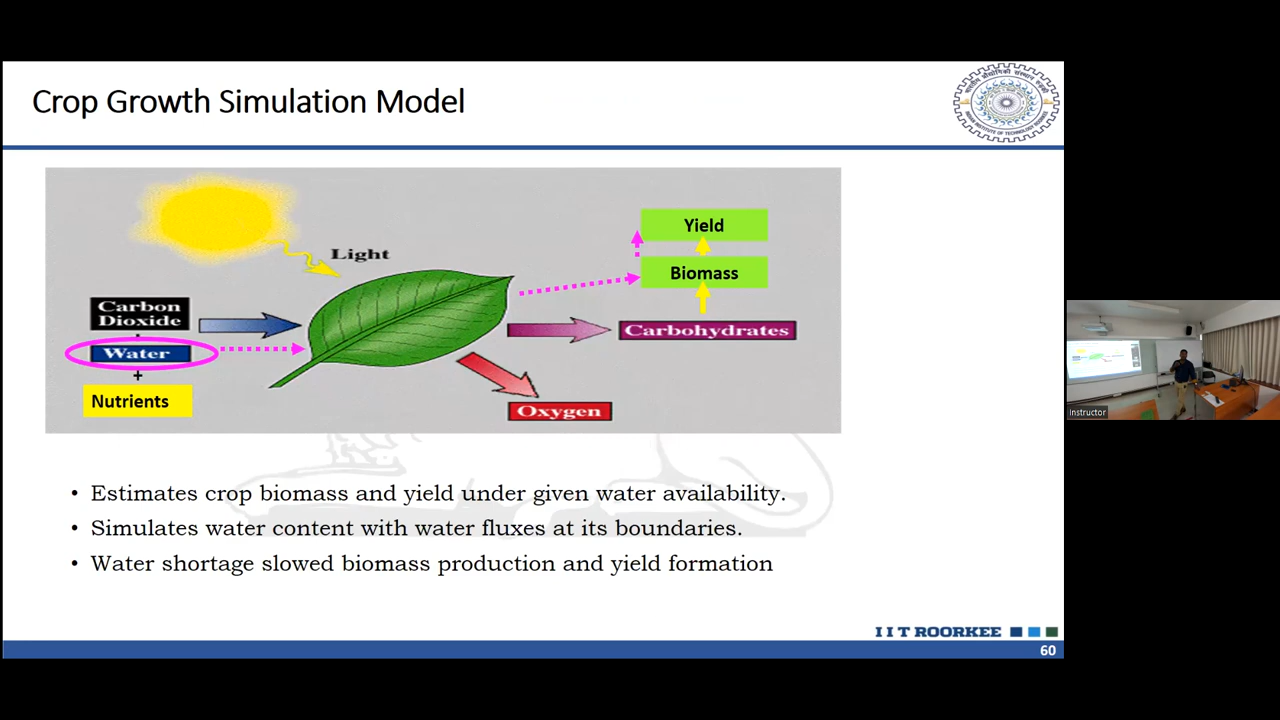 Crop Growth Simulation Model
Light
Yield
Biomass
Carbon
Dioxide
Carbohydrates
Water
+
Nutrients
Oxygen
• Estimates crop biomass and yield under given water availability.
• Simulates water content with water fluxes at its boundaries.
• Water shortage slowed biomass production and yield formation
IIT ROORKEE
60
Instructor